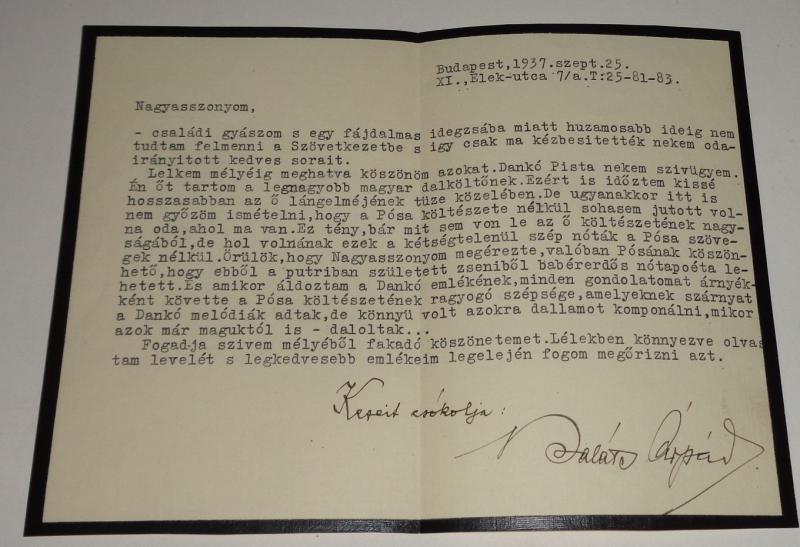 Budapest,1937.szept.25.
XI.,Elek-utca 7/a.T:25-81-83.
Nagyasszonyom,
- családi gyászom s egy fájdalmas idegzsába miatt huzamosabb ideig nem
tudtam felmenni a Szövetkezetbe s igy csak ma kézbesitették nekem oda-
irányitott kedves sorait.
Lelkem mélyéig meghatva köszönöm azokat.Dankó Pista nekem szivügyem.
Én őt tartom a legnagyobb magyar dalköltőnek.Ezért is időztem kissé
hosszasabban az ő lángelméjének tüze közelében.De ugyanakkor itt is
nem győzöm ismételni,hogy a Pósa költészete nélkül sohasem jutott vol-
na oda,ahol ma van.Ez tény,bár mit sem von le az ő költészetének nagy-
ságából,de hol volnának ezek a kétségtelenül szép nóták a Pósa szöve-
gek nélkül.Örülök,hogy Nagyasszonyom megérezte,valóban Pósának köszön-
hető,hogy ebből a putriban született zseniből babérerdős nótapoéta le-
hetett.És amikor áldoztam a Dankó emlékének,minden gondolatomat árnyék-
ként követte a Pósa költészetének ragyogó szépsége,amelyeknek szárnyat
a Dankó melódiák adtak,de könnyü volt azokra dallamot komponálni,mikor
azok már maguktól is - daloltak...
Fogadja szivem mélyéből fakadó köszönetemet.Lélekben könnyezve olvas
tam levelét s legkedvesebb emlékeim legelején fogom megőrizni azt.
Kezeit csókolja:
Árpád